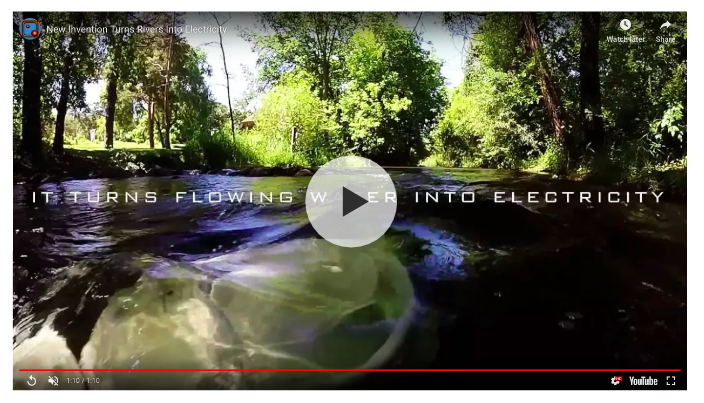 New Invention Turns Rivers Into Electricity
Watch later
Share
IT TURNS FLOWING WATER INTO ELECTRICITY
1:10 / 1:10
YouTube